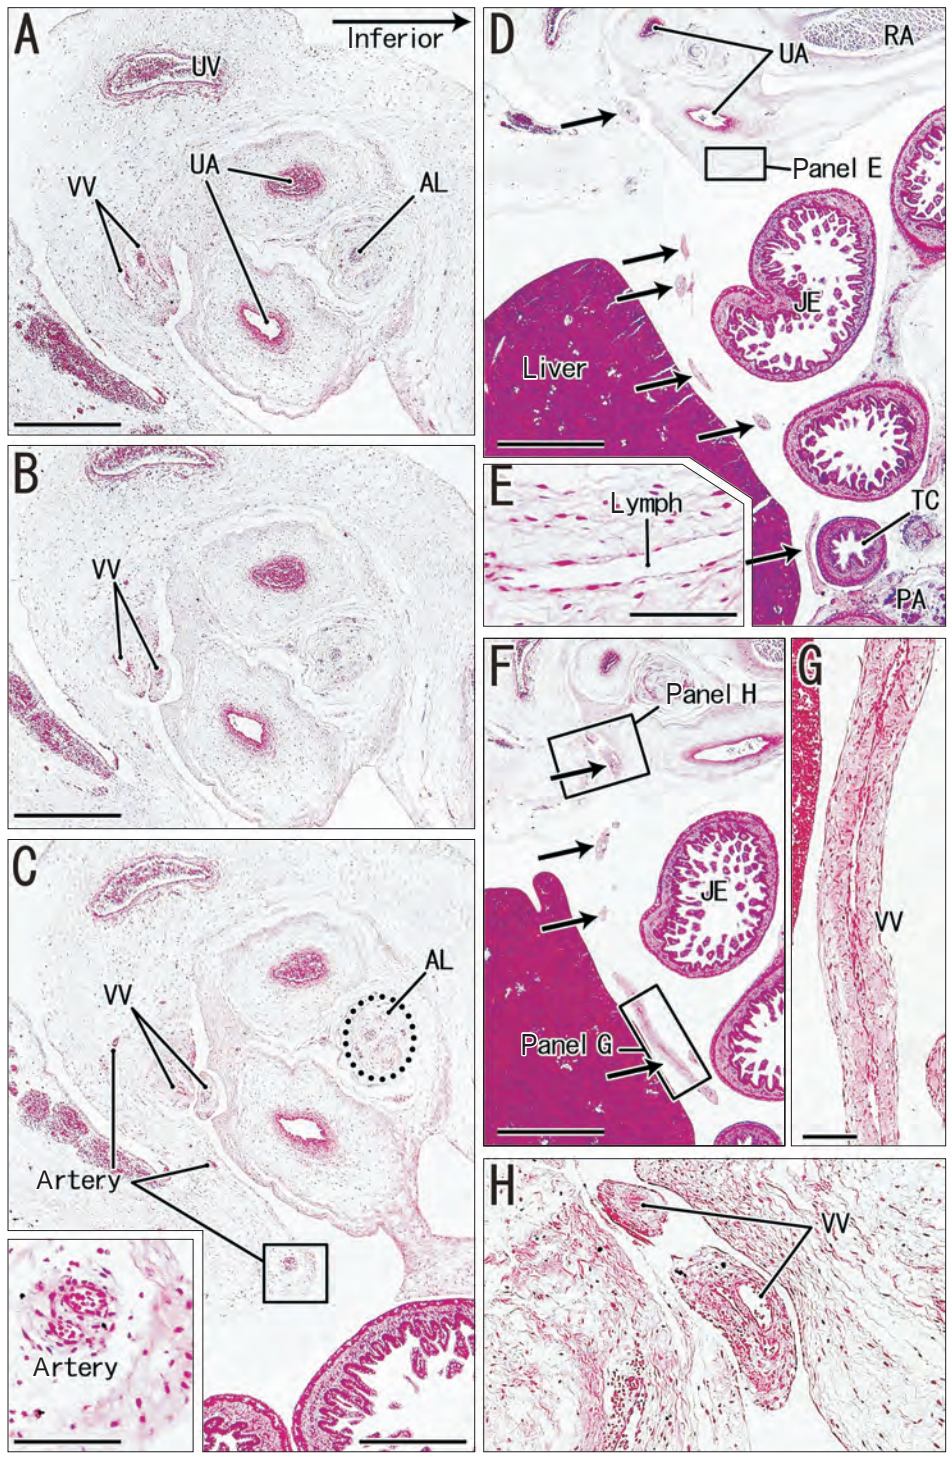 A
Inferior
UV
UA
VV
AL
B
VV
C
VV
AL
Artery
Artery
D
RA
UA
Panel E
JE
Liver
TC
PA
E
Lymph
F
Panel H
JE
Panel G
G
VV
H
VV